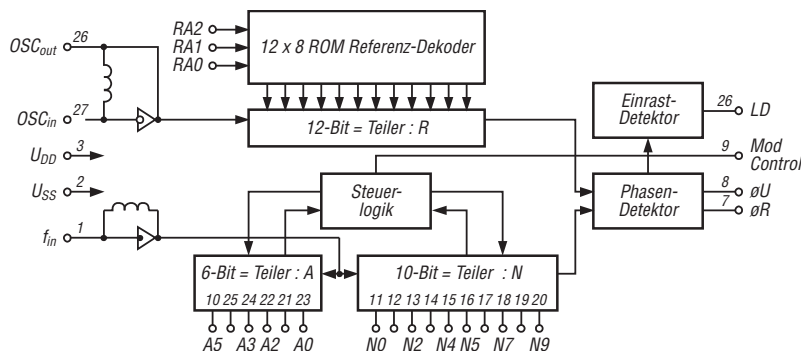 RA2
RA1
RA0
12 x 8 ROM Referenz-Dekoder
OSCout
26
OSCin
27
12-Bit = Teiler : R
Einrast-
Detektor
26
LD
UDD
3
9
Mod
Control
USS
2
Steuer-
logik
Phasen-
Detektor
8
øU
7
øR
fin
1
6-Bit = Teiler : A
10 25 24 22 21 23
A5 A3 A2 A0
10-Bit = Teiler : N
11 12 13 14 15 16 17 18 19 20
N0 N2 N4 N5 N7 N9